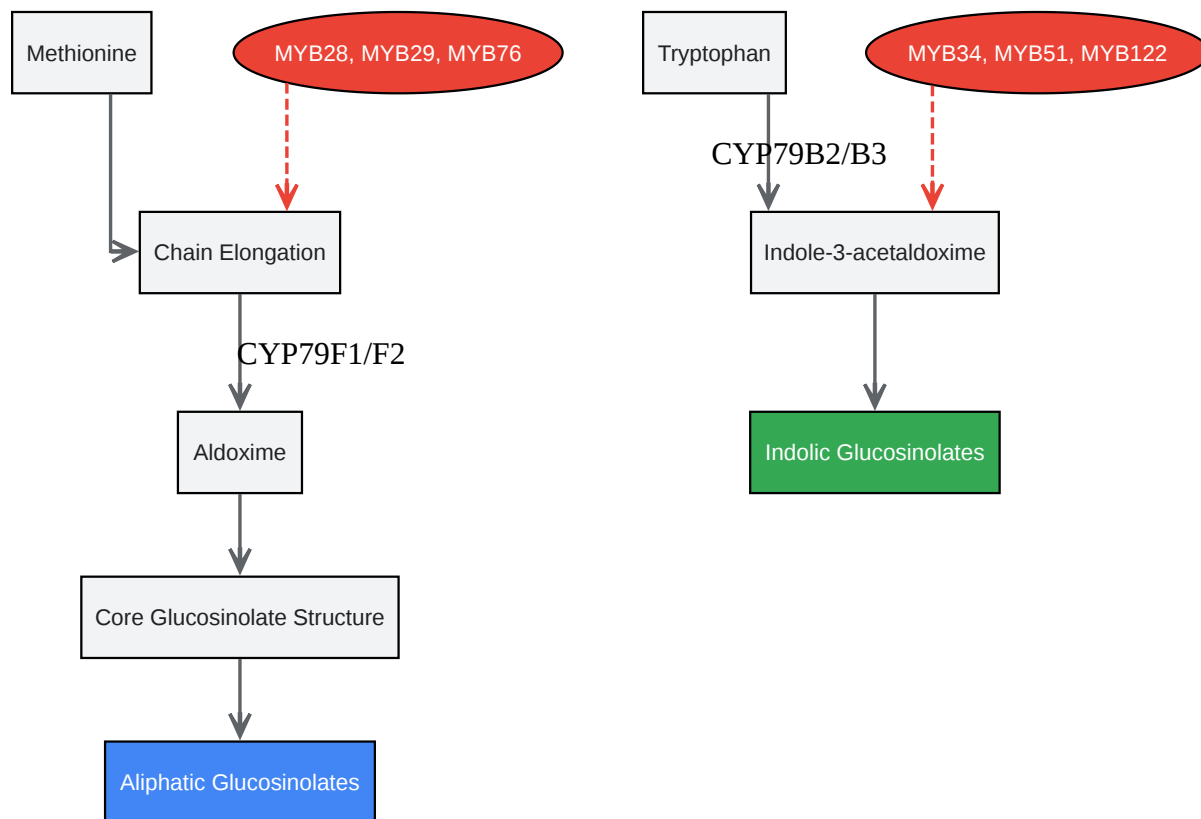 Methionine
MYB28, MYB29, MYB76
Tryptophan
MYB34, MYB51, MYB122
CYP79B2/B3
Chain Elongation
Indole-3-acetaldoxime
CYP79F1/F2
Aldoxime
Indolic Glucosinolates
Core Glucosinolate Structure
Aliphatic Glucosinolates